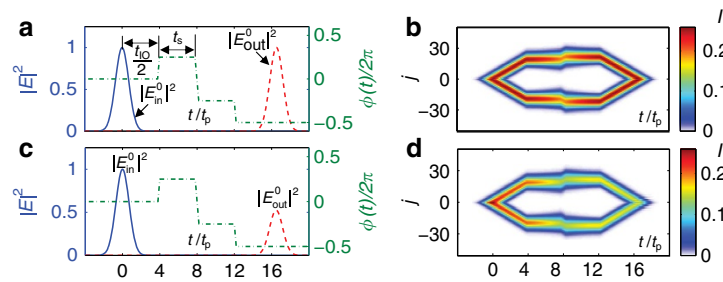 a
b
c
d
1
0.5
0
|E|²
t_IO
2
t_s
|E⁰_in|²
|E⁰_out|²
t/t_p
0.5
0
−0.5
ϕ(t)/2π
30
0
−30
j
t/t_p
I
0.2
0.1
0
1
0.5
0
|E|²
|E⁰_in|²
|E⁰_out|²
t/t_p
0.5
0
−0.5
ϕ(t)/2π
0 4 8 12 16
30
0
−30
j
t/t_p
0 4 8 12 16
I
0.2
0.1
0